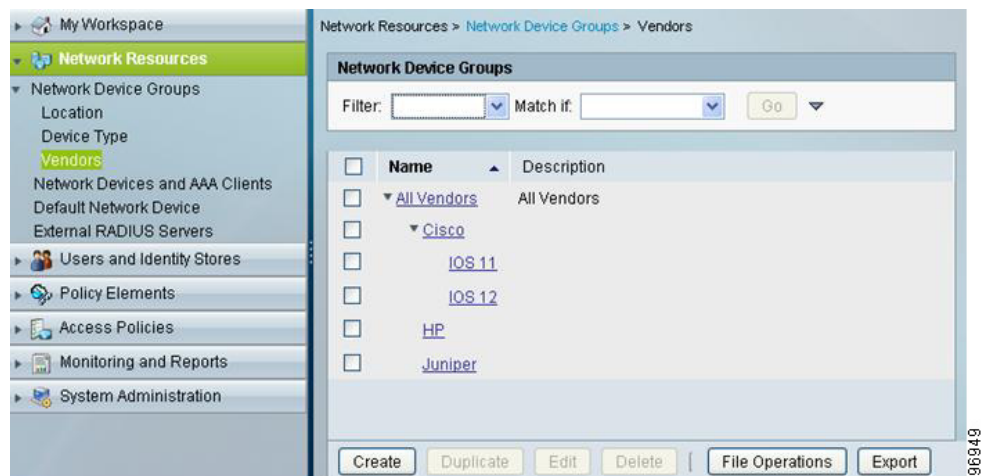 My Workspace
Network Resources
Network Device Groups
Location
Device Type
Vendors
Network Devices and AAA Clients
Default Network Device
External RADIUS Servers
Users and Identity Stores
Policy Elements
Access Policies
Monitoring and Reports
System Administration
Network Resources > Network Device Groups > Vendors
Network Device Groups
Filter: Match if: Go
Name Description
All Vendors All Vendors
Cisco
IOS 11
IOS 12
HP
Juniper
Create Duplicate Edit Delete | File Operations Export
96949